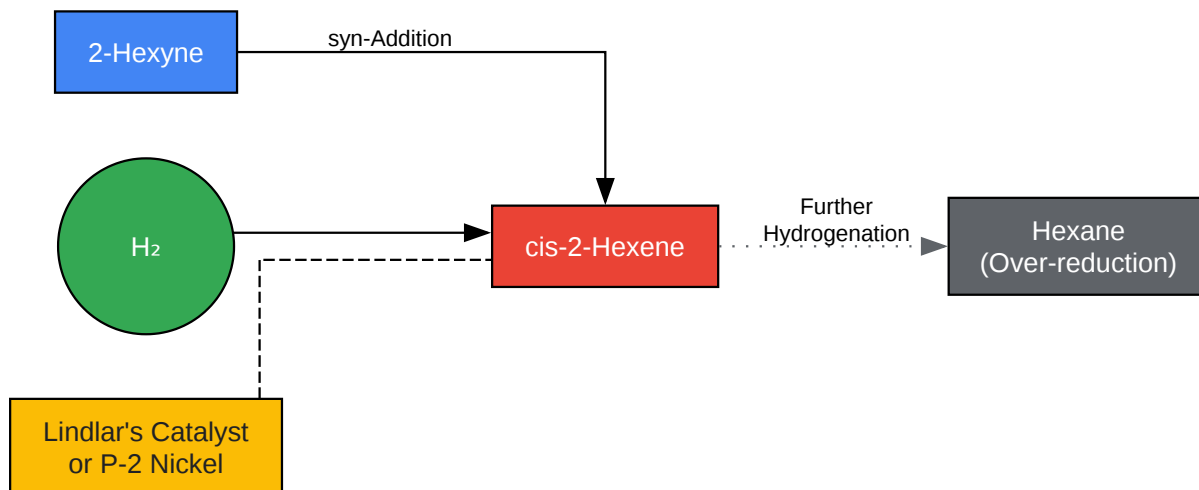 2-Hexyne
syn-Addition
H₂
cis-2-Hexene
Further
Hydrogenation
Hexane
(Over-reduction)
Lindlar's Catalyst
or P-2 Nickel